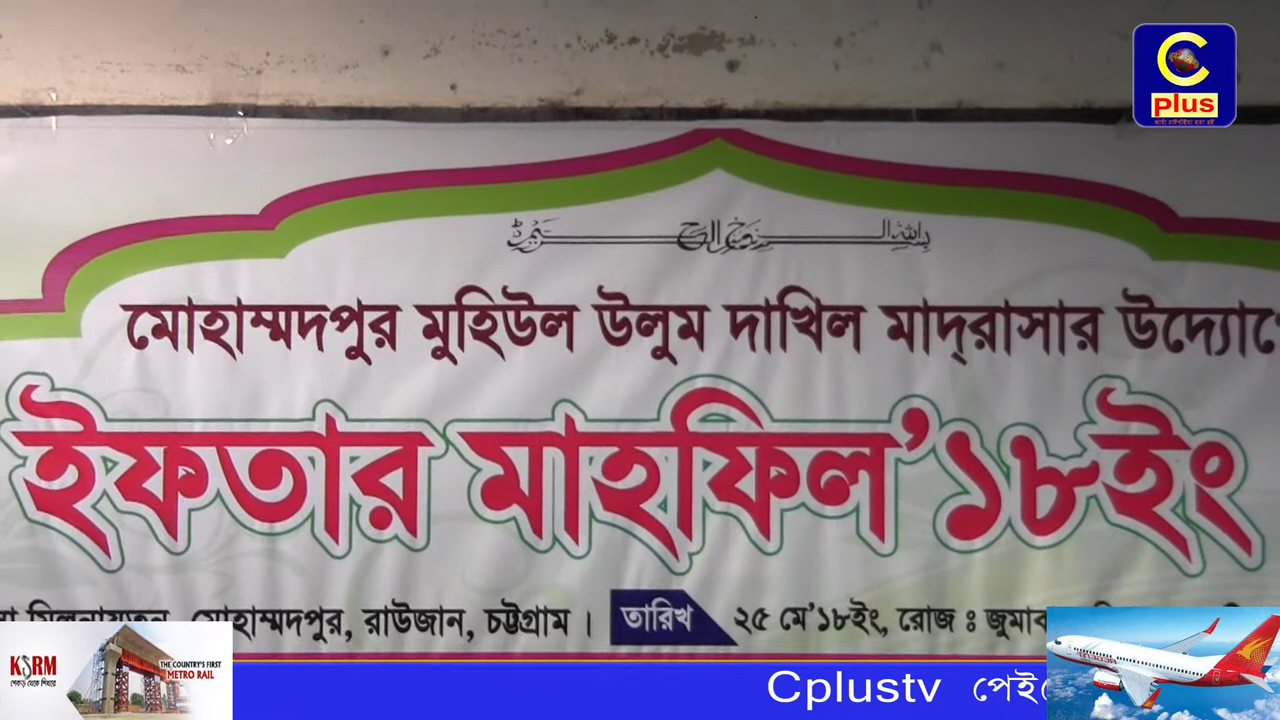 C
plus
মোহাম্মদপুর মুহিউল উলুম দাখিল মাদ্‌রাসার
ইফতার মাহফিল'১৮ইং
মোহাম্মদপুর, রাউজান, চট্টগ্রাম। তারিখ ২৫ মে'১৮ইং, রোজ ঃ
KSRM
THE COUNTRY'S FIRST
METRO RAIL
Cplustv